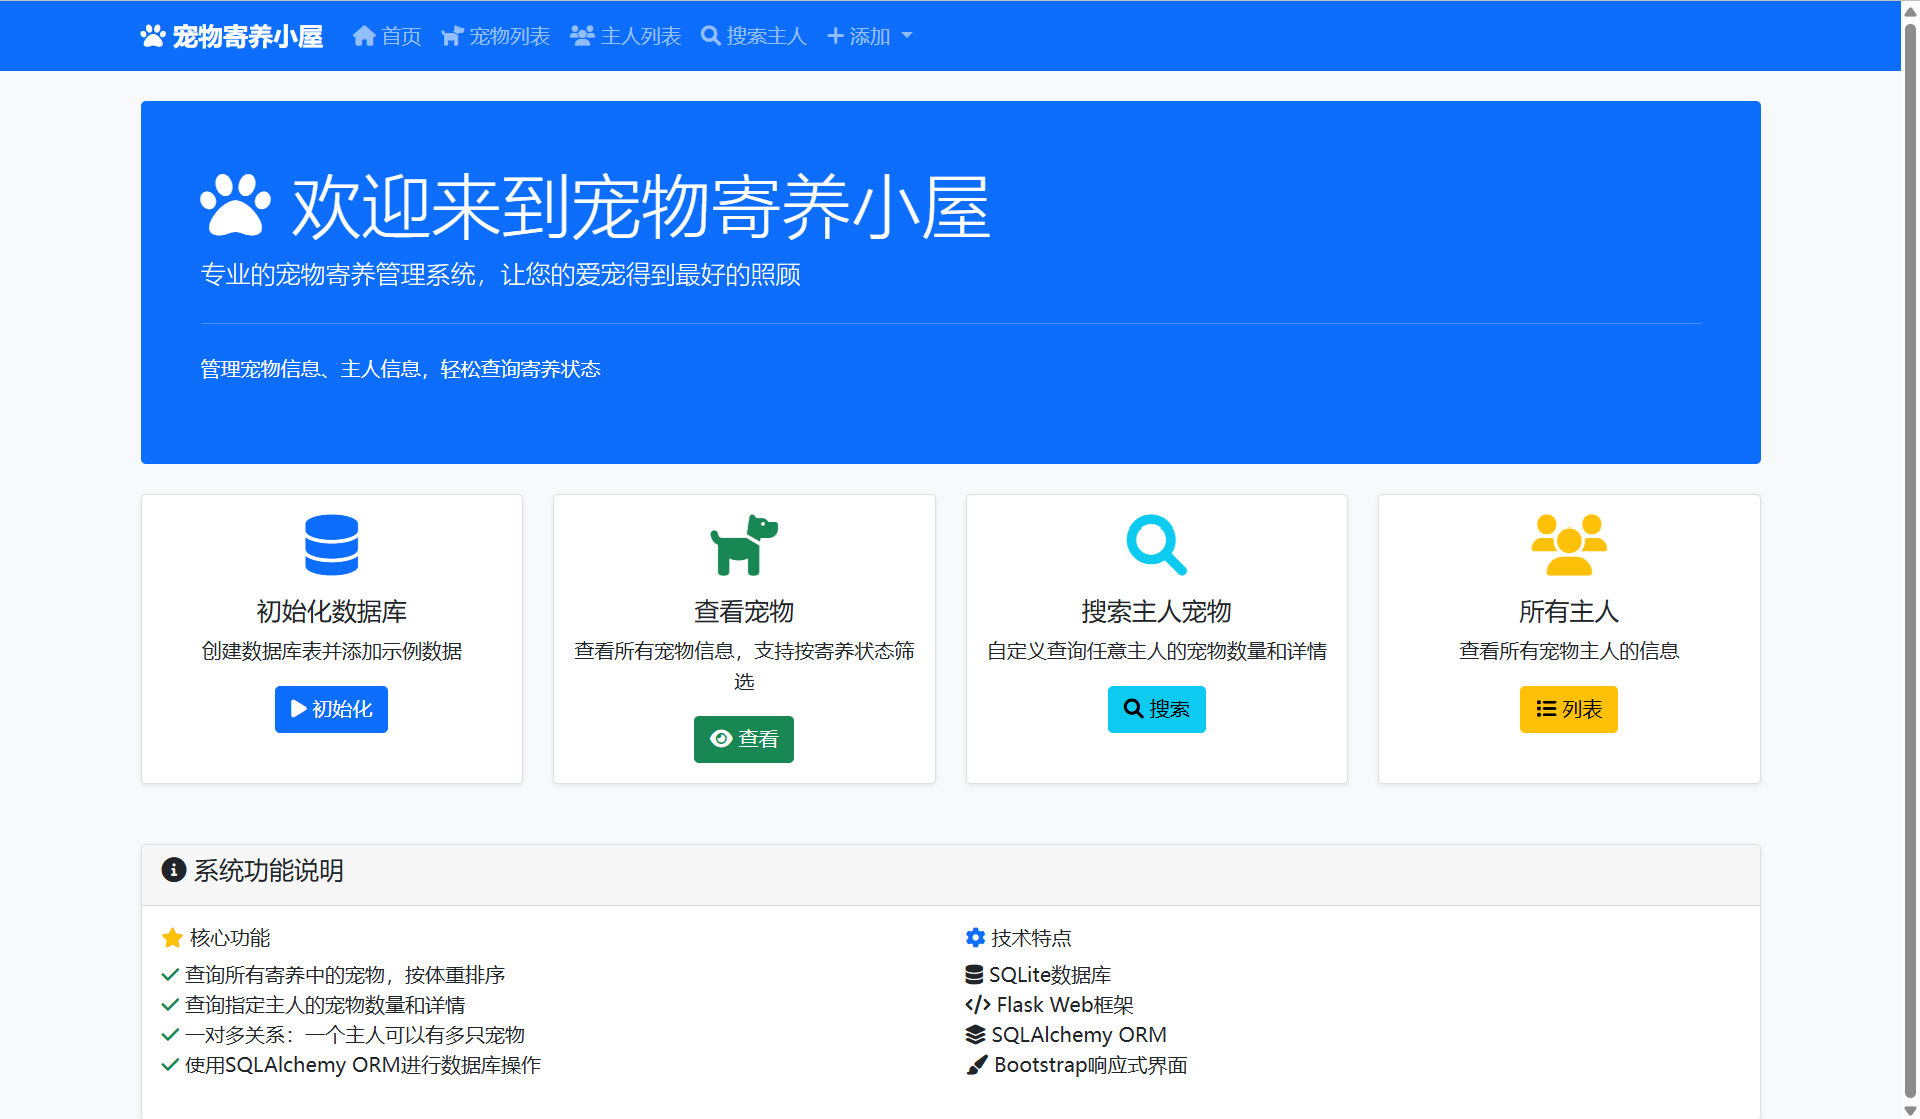 宠物寄养小屋 首页 宠物列表 主人列表 搜索主人 添加
欢迎来到宠物寄养小屋
专业的宠物寄养管理系统，让您的爱宠得到最好的照顾
管理宠物信息、主人信息，轻松查询寄养状态
初始化数据库
创建数据库表并添加示例数据
初始化
查看宠物
查看所有宠物信息，支持按寄养状态筛
选
查看
搜索主人宠物
自定义查询任意主人的宠物数量和详情
搜索
所有主人
查看所有宠物主人的信息
列表
系统功能说明
核心功能
查询所有寄养中的宠物，按体重排序
查询指定主人的宠物数量和详情
一对多关系：一个主人可以有多只宠物
使用SQLAlchemy ORM进行数据库操作
技术特点
SQLite数据库
Flask Web框架
SQLAlchemy ORM
Bootstrap响应式界面